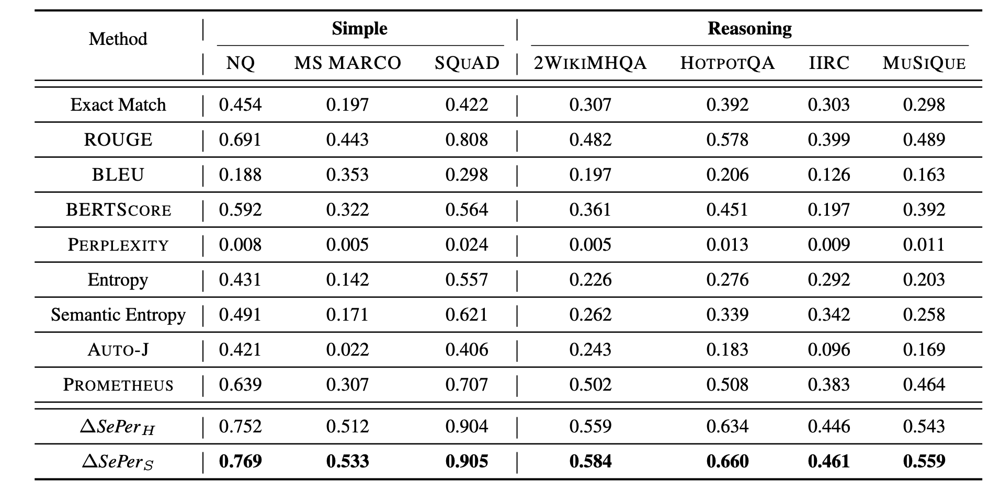 Method Simple Reasoning
NQ MS MARCO SQUAD 2WIKIMHQA HOTPOTQA IIRC MUSIQUE
Exact Match 0.454 0.197 0.422 0.307 0.392 0.303 0.298
ROUGE 0.691 0.443 0.808 0.482 0.578 0.399 0.489
BLEU 0.188 0.353 0.298 0.197 0.206 0.126 0.163
BERTSCORE 0.592 0.322 0.564 0.361 0.451 0.197 0.392
PERPLEXITY 0.008 0.005 0.024 0.005 0.013 0.009 0.011
Entropy 0.431 0.142 0.557 0.226 0.276 0.292 0.203
Semantic Entropy 0.491 0.171 0.621 0.262 0.339 0.342 0.258
AUTO-J 0.421 0.022 0.406 0.243 0.183 0.096 0.169
PROMETHEUS 0.639 0.307 0.707 0.502 0.508 0.383 0.464
△SePer_H 0.752 0.512 0.904 0.559 0.634 0.446 0.543
△SePer_S 0.769 0.533 0.905 0.584 0.660 0.461 0.559